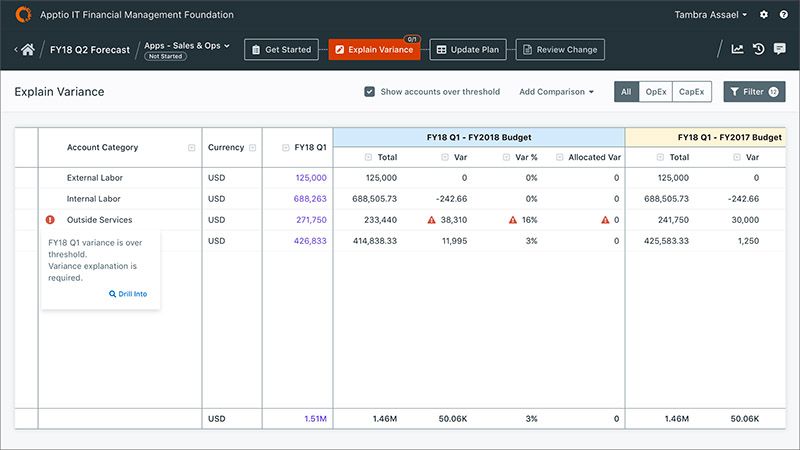 Apptio IT Financial Management Foundation
Tambra Assael
FY18 Q2 Forecast
Apps - Sales & Ops
Not Started
Get Started
Explain Variance
0/1
Update Plan
Review Change
Explain Variance
Show accounts over threshold
Add Comparison
All OpEx CapEx
Filter
FY18 Q1 - FY2018 Budget FY18 Q1 - FY2017 Budget
Account Category Currency FY18 Q1 Total Var Var % Allocated Var Total Var
External Labor USD 125,000 125,000 0 0% 0 125,000 0
Internal Labor USD 688,263 688,505.73 -242.66 0% 0 688,505.73 -242.66
Outside Services USD 271,750 233,440 38,310 16% 0 241,750 30,000
USD 426,833 414,838.33 11,995 3% 0 425,583.33 1,250
FY18 Q1 variance is over
threshold.
Variance explanation is
required.
Drill Into
USD 1.51M 1.46M 50.06K 3% 0 1.46M 50.06K